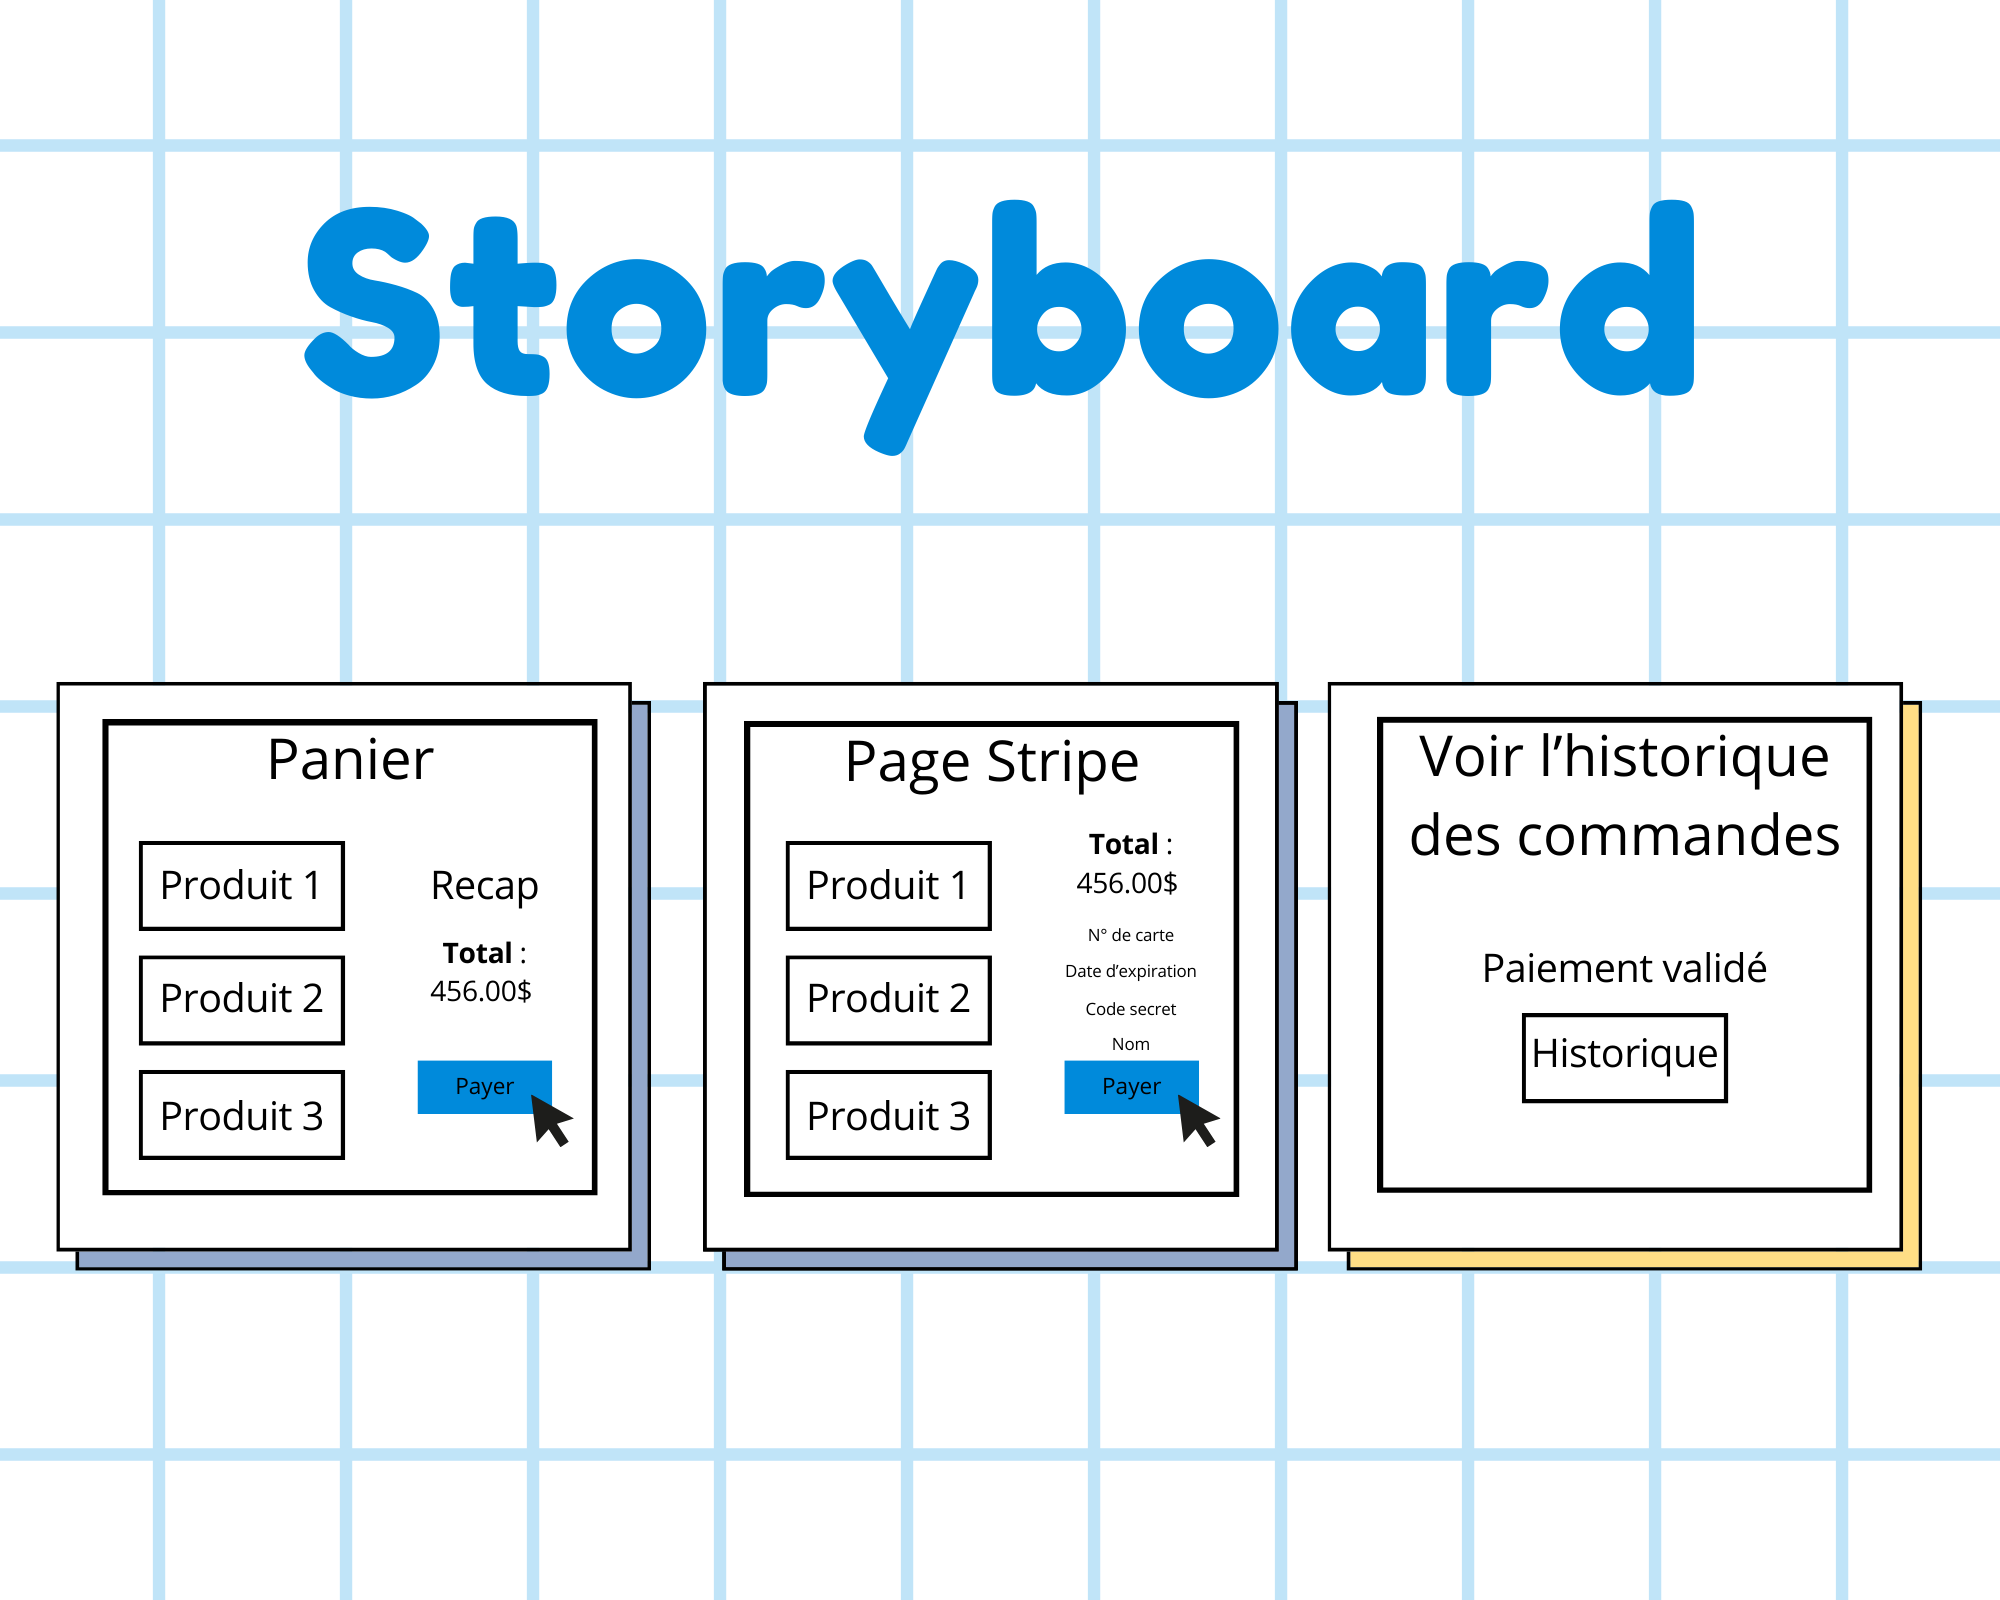 Storyboard
Panier
Produit 1
Produit 2
Produit 3
Recap
Total :
456.00$
Payer
Page Stripe
Produit 1
Produit 2
Produit 3
Total :
456.00$
N° de carte
Date d’expiration
Code secret
Nom
Payer
Voir l’historique
des commandes
Paiement validé
Historique